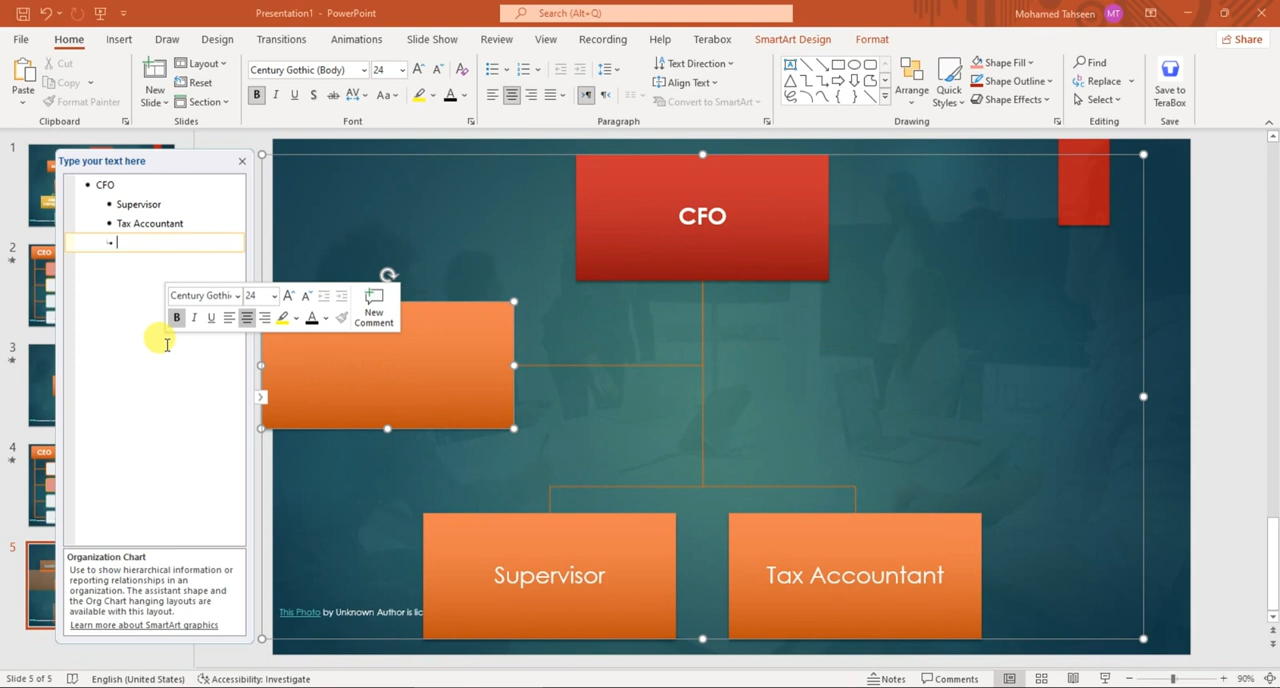 Presentation1 - PowerPoint
Search (Alt+Q)
Mohamed Tahseen
MT
File
Home
Insert
Draw
Design
Transitions
Animations
Slide Show
Review
View
Recording
Help
Terabox
SmartArt Design
Format
Share
Paste
Cut
Copy
Format Painter
Clipboard
New
Slide
Layout
Reset
Section
Slides
Century Gothic (Body)
24
Font
Text Direction
Align Text
Convert to SmartArt
Paragraph
Arrange
Quick
Styles
Shape Fill
Shape Outline
Shape Effects
Drawing
Find
Replace
Select
Editing
Save to
TeraBox
Save
1
2
3
4
5
CEO
CEO
Type your text here
CFO
Supervisor
Tax Accountant
Century Gothi
24
New
Comment
Organization Chart
Use to show hierarchical information or
reporting relationships in an
organization. The assistant shape and
the Org Chart hanging layouts are
available with this layout.
Learn more about SmartArt graphics
CFO
Supervisor
Tax Accountant
This Photo by Unknown Author is lic
Slide 5 of 5
English (United States)
Accessibility: Investigate
Notes
Comments
90%